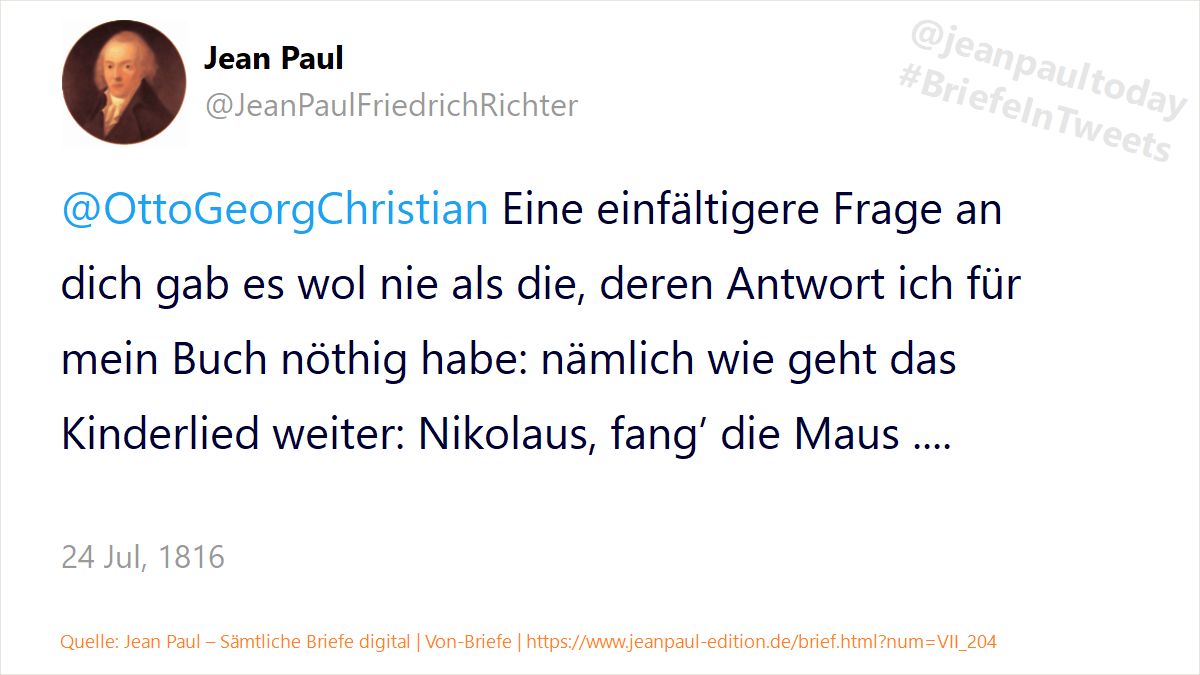 Jean Paul
@JeanPaulFriedrichRichter
@jeanpaultoday
#BriefeInTweets
@OttoGeorgChristian Eine einfältigere Frage an
dich gab es wol nie als die, deren Antwort ich für
mein Buch nöthig habe: nämlich wie geht das
Kinderlied weiter: Nikolaus, fang’ die Maus ....
24 Jul, 1816
Quelle: Jean Paul – Sämtliche Briefe digital | Von-Briefe | https://www.jeanpaul-edition.de/brief.html?num=VII_204